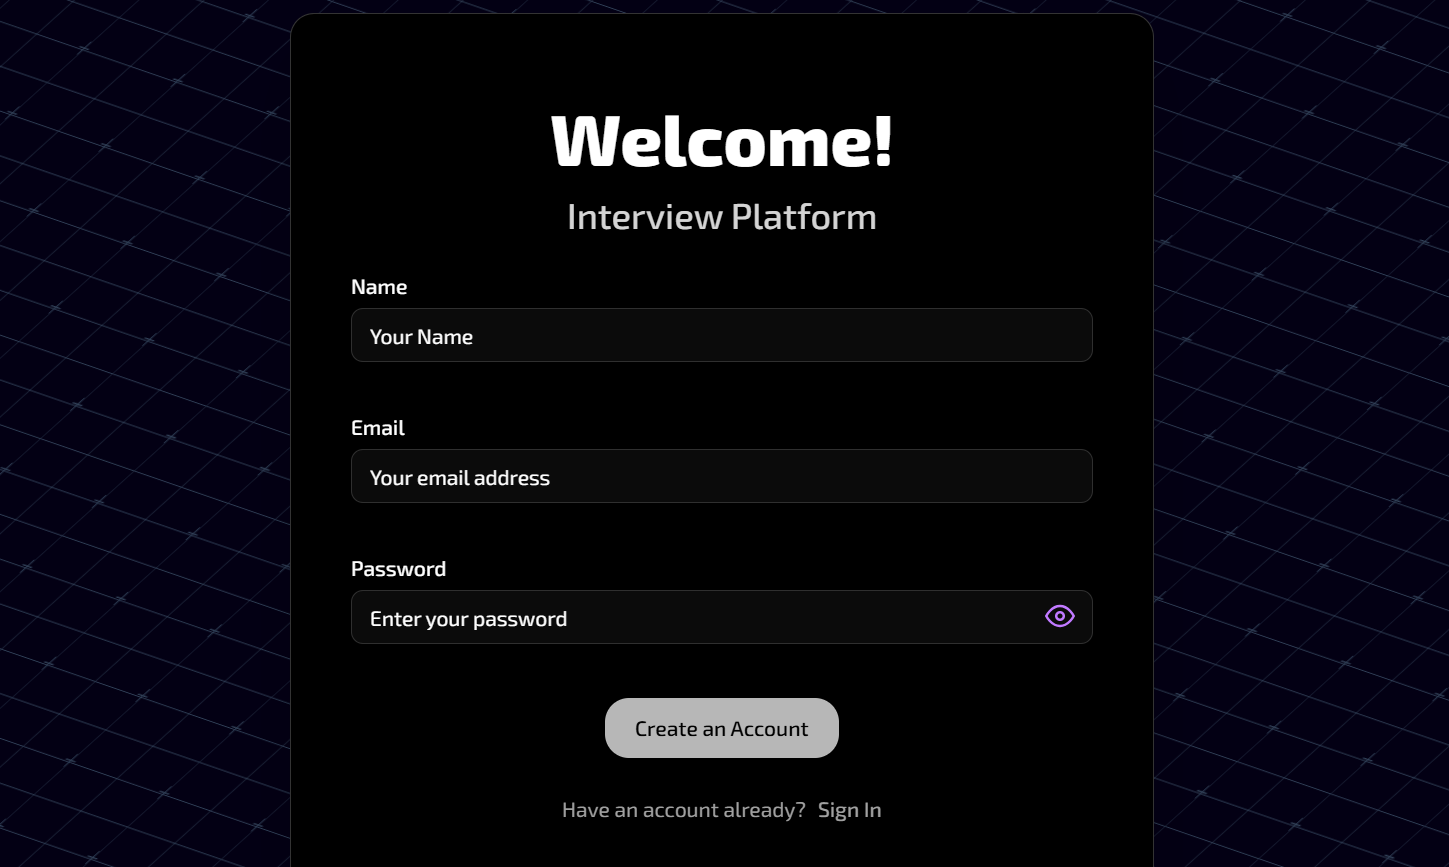 Welcome!
Interview Platform
Name
Your Name
Email
Your email address
Password
Enter your password
Create an Account
Have an account already? Sign In